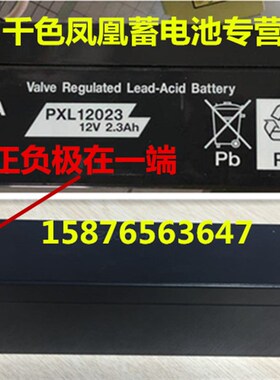 千色凤凰蓄电池专营
A
Valve Regulated Lead-Acid Battery
PXL12023
12V 2.3Ah
Pb
Pb
正负极在一端
15876563647